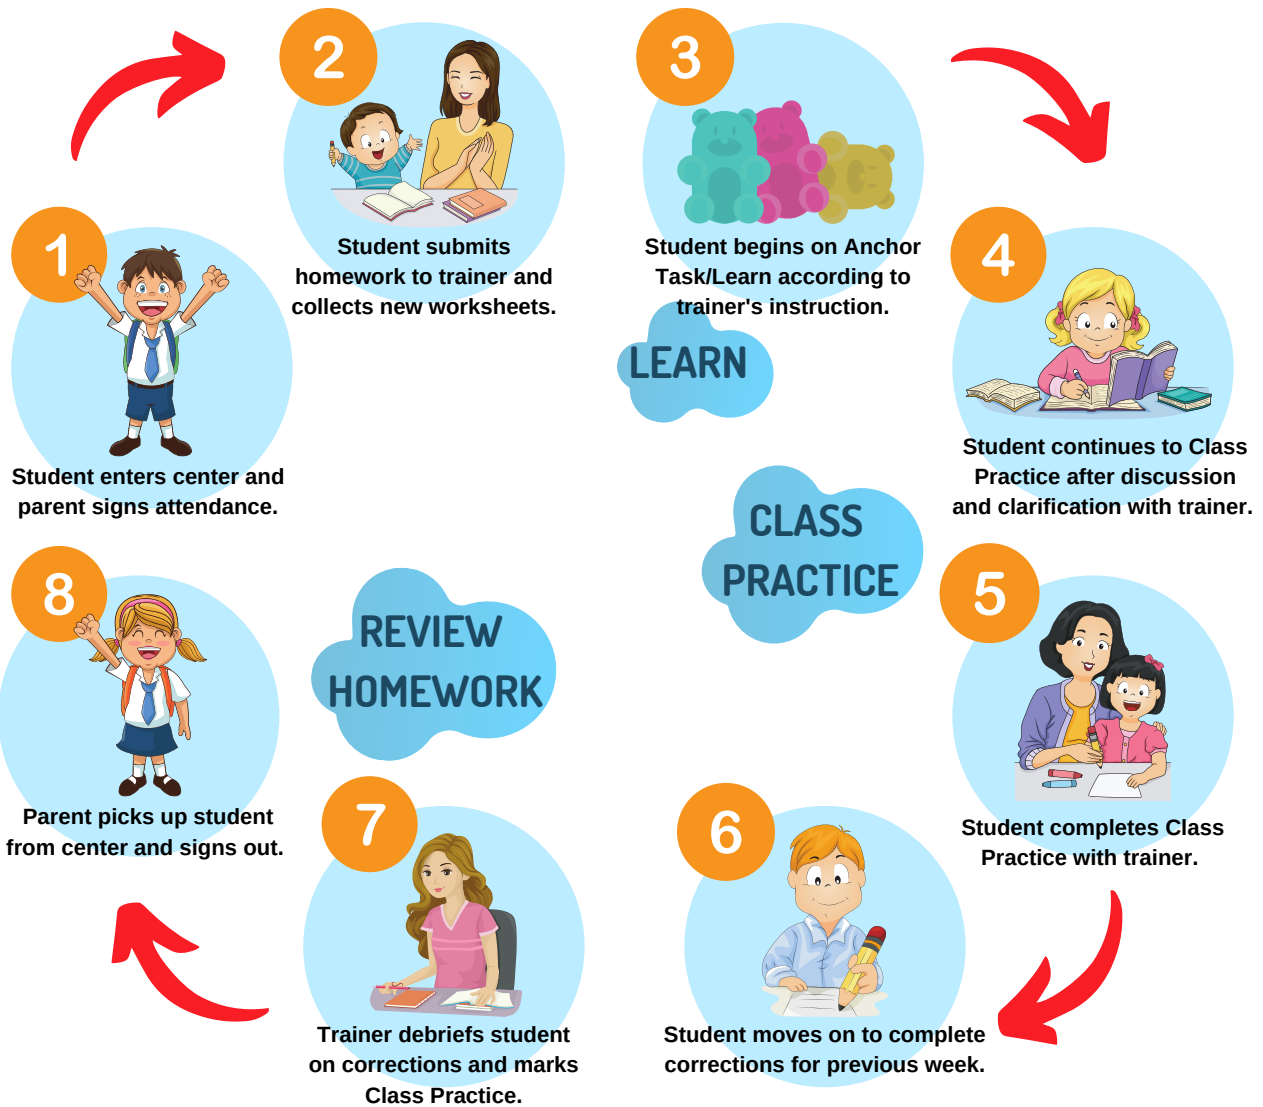 1
Student enters center and
parent signs attendance.
2
Student submits
homework to trainer and
collects new worksheets.
3
Student begins on Anchor
Task/Learn according to
trainer's instruction.
LEARN
4
Student continues to Class
Practice after discussion
and clarification with trainer.
CLASS
PRACTICE
5
Student completes Class
Practice with trainer.
6
Student moves on to complete
corrections for previous week.
REVIEW
HOMEWORK
7
Trainer debriefs student
on corrections and marks
Class Practice.
8
Parent picks up student
from center and signs out.